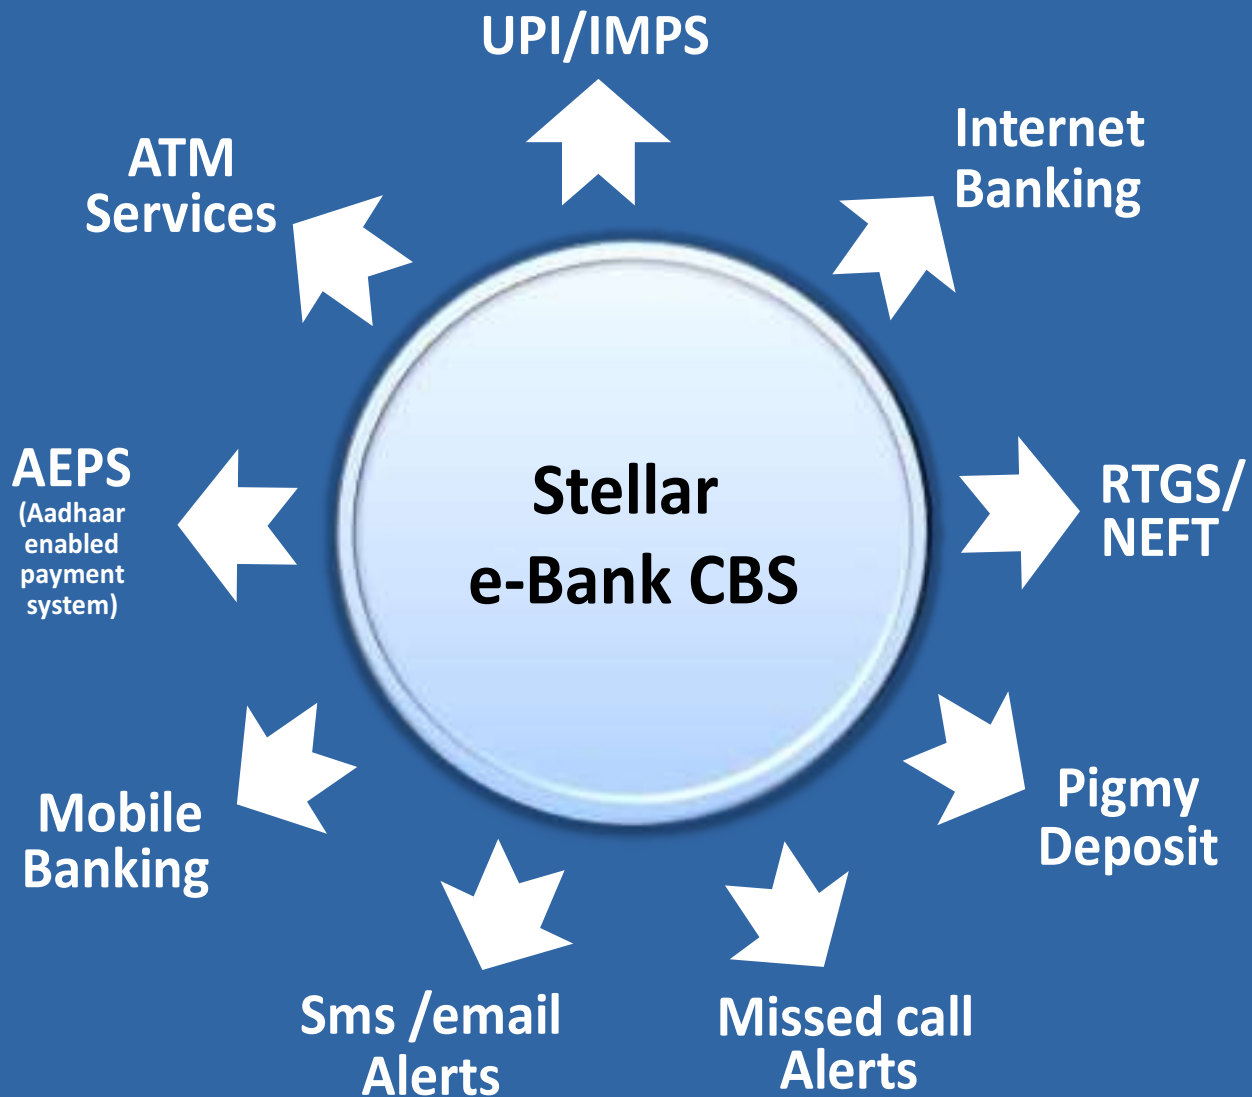 UPI/IMPS
Internet
Banking
RTGS/
NEFT
Pigmy
Deposit
Missed call
Alerts
Sms /email
Alerts
Mobile
Banking
AEPS
(Aadhaar
enabled
payment
system)
ATM
Services
Stellar
e-Bank CBS